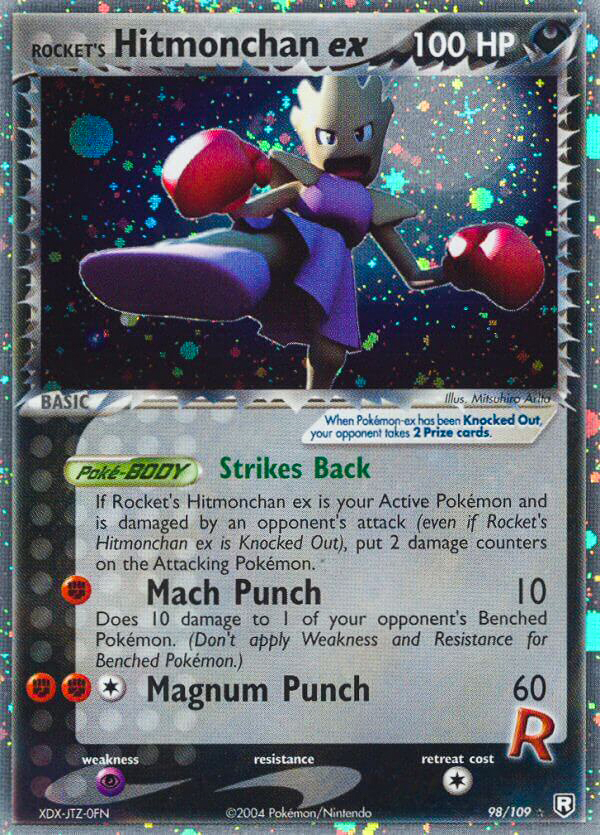 ROCKET'S Hitmonchan ex 100 HP
BASIC
Illus. Mitsuhiro Arita
When Pokémon-ex has been Knocked Out,
your opponent takes 2 Prize cards.
Poké-BODY Strikes Back
If Rocket's Hitmonchan ex is your Active Pokémon and
is damaged by an opponent's attack (even if Rocket's
Hitmonchan ex is Knocked Out), put 2 damage counters
on the Attacking Pokémon.
Mach Punch 10
Does 10 damage to 1 of your opponent's Benched
Pokémon. (Don't apply Weakness and Resistance for
Benched Pokémon.)
Magnum Punch 60
R
weakness resistance retreat cost
XDX-JTZ-0FN ©2004 Pokémon/Nintendo 98/109 R